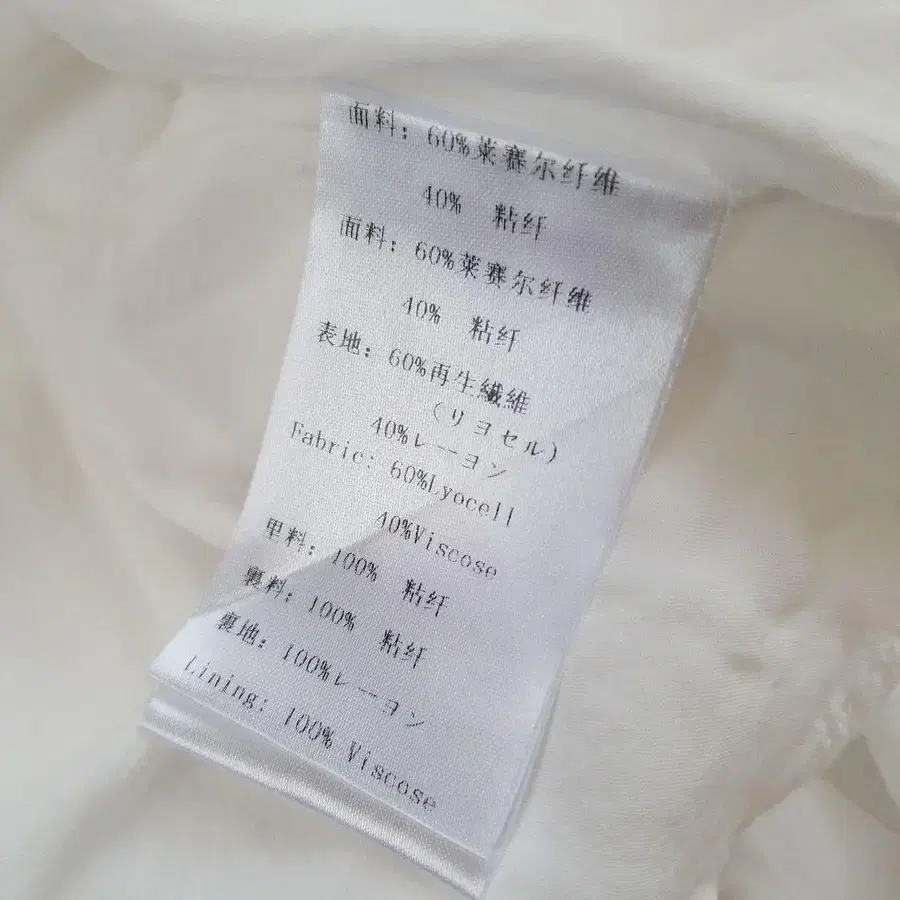 面料: 60%莱赛尔纤维
40% 粘纤
面料: 60%萊赛尔纤维
40% 粘纤
表地: 60%再生繊維
(リヨセル)
40%レーヨン
Fabric: 60%Lyocell
40%Viscose
里料: 100% 粘纤
裏料: 100% 粘纤
裏地: 100%レーヨン
Lining: 100% Viscose